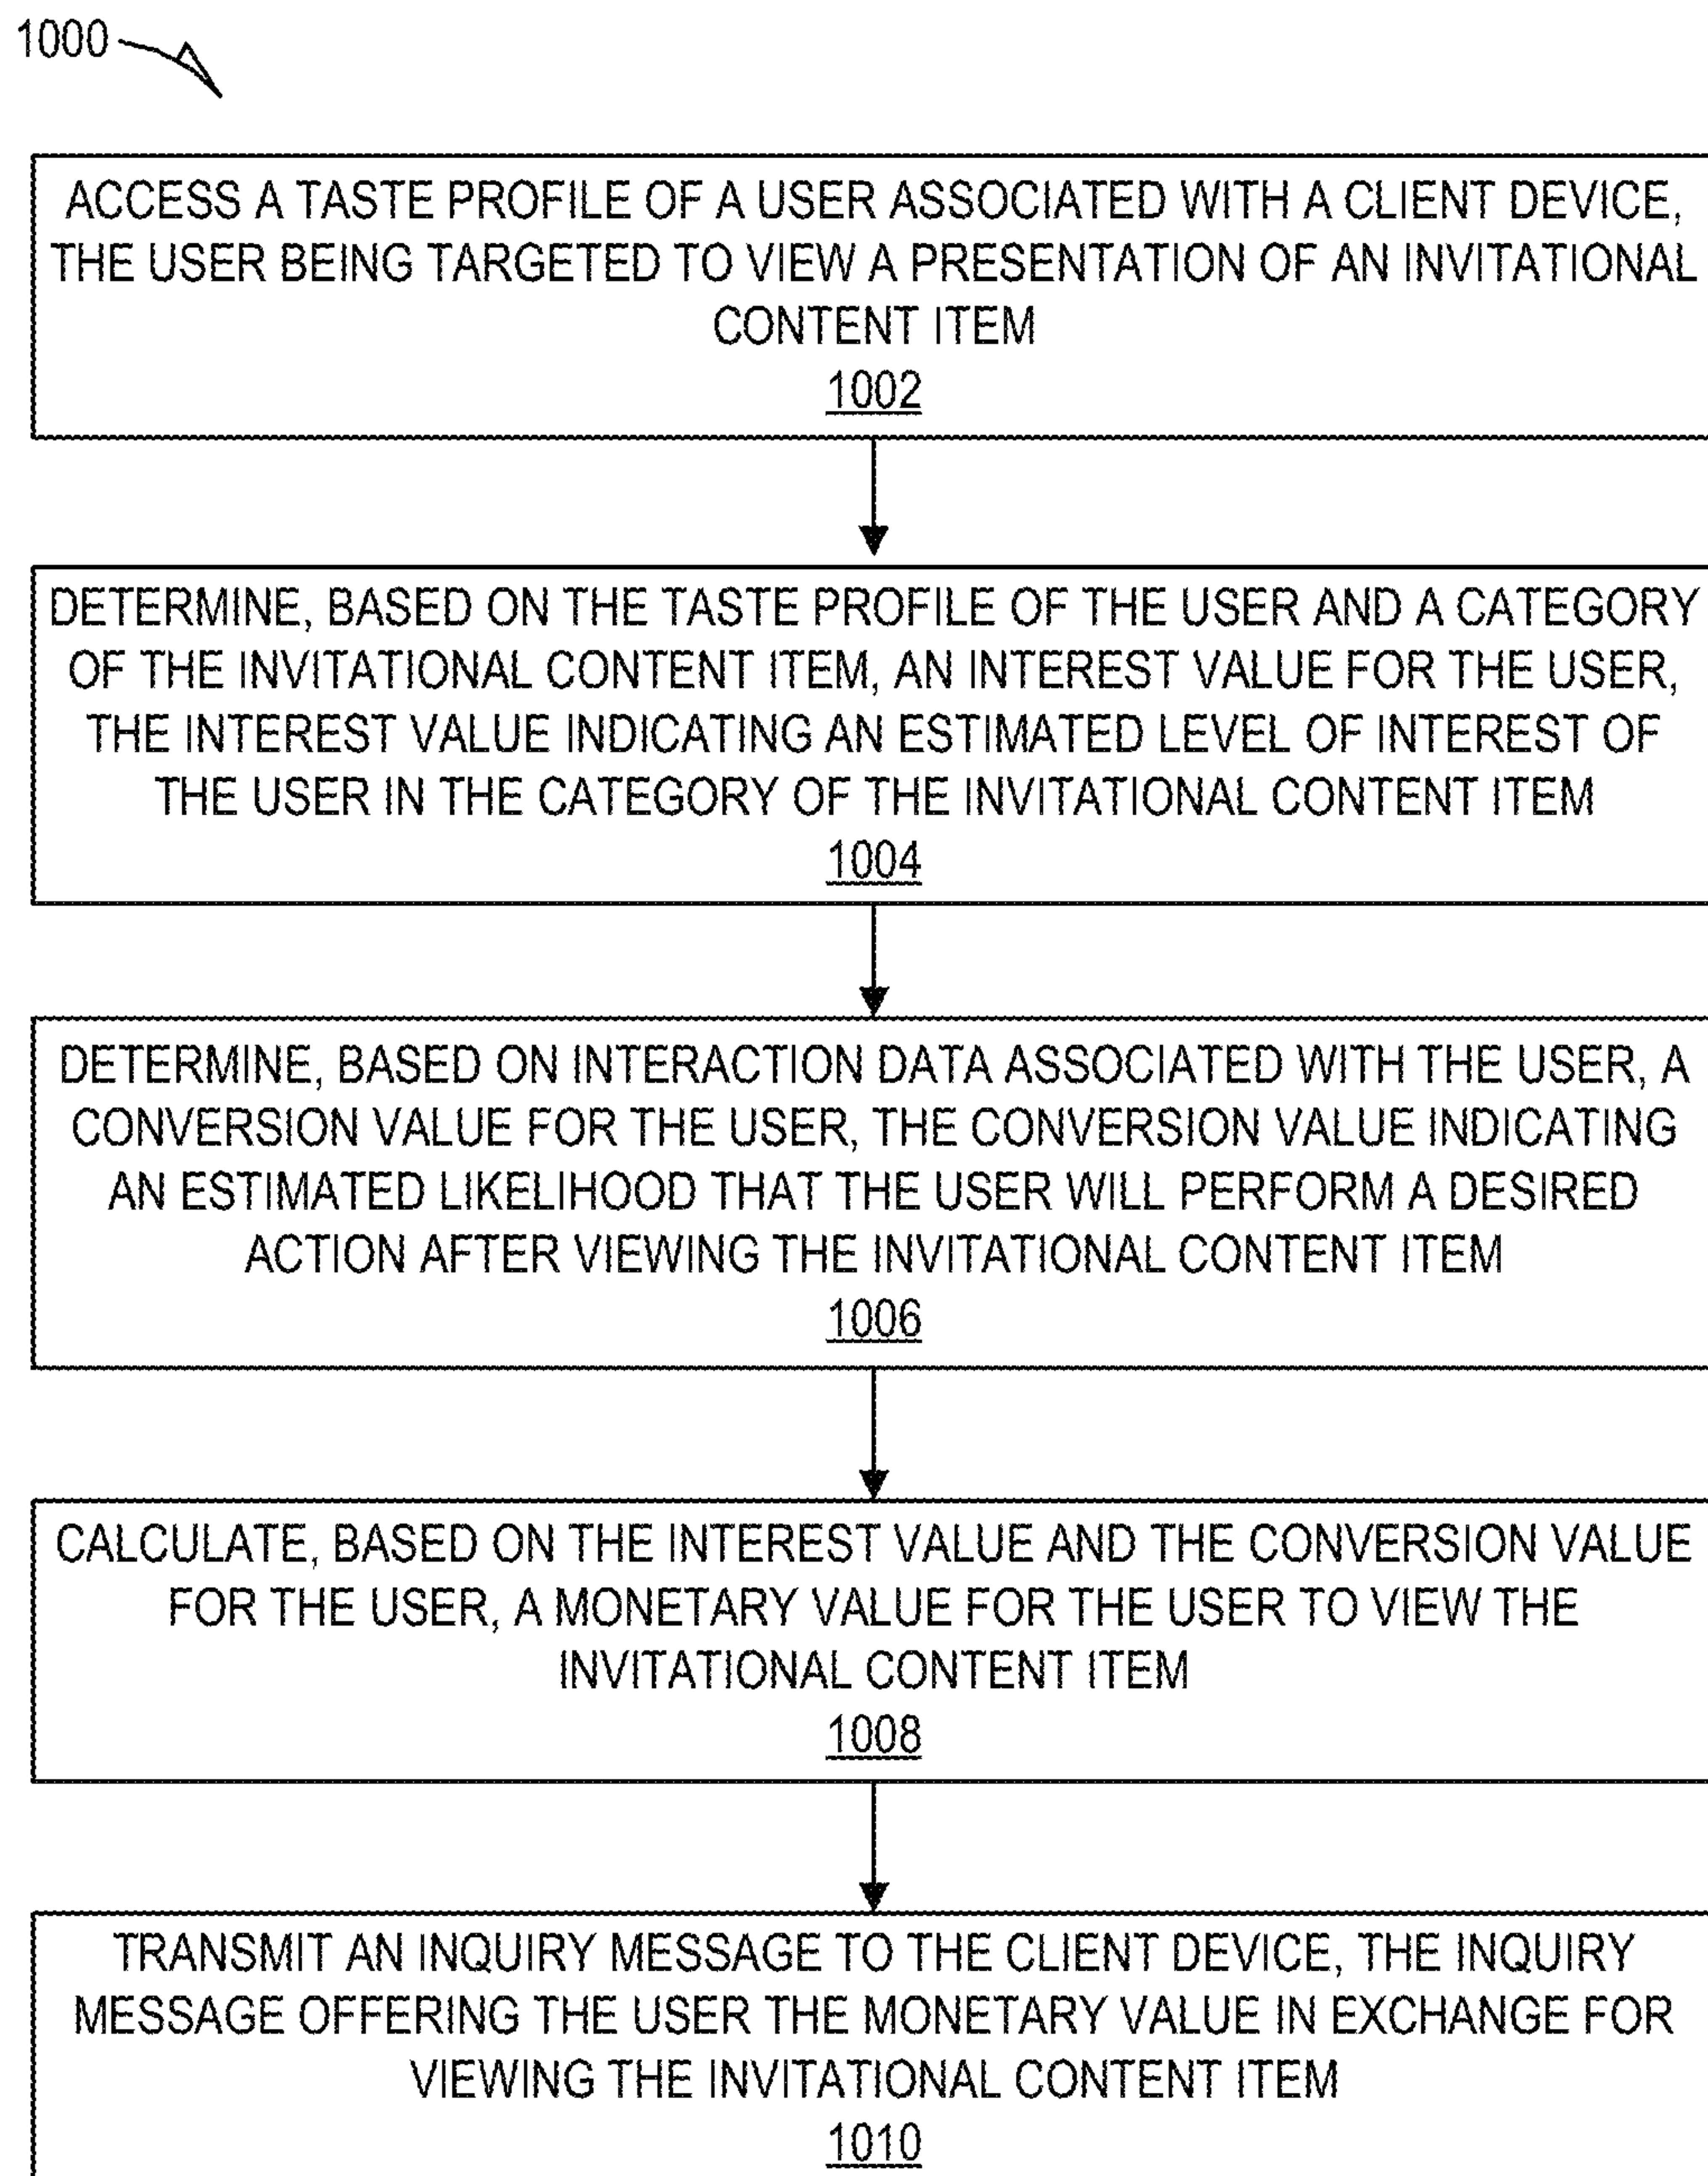 1000
ACCESS A TASTE PROFILE OF A USER ASSOCIATED WITH A CLIENT DEVICE,
THE USER BEING TARGETED TO VIEW A PRESENTATION OF AN INVITATIONAL
CONTENT ITEM
1002
DETERMINE, BASED ON THE TASTE PROFILE OF THE USER AND A CATEGORY
OF THE INVITATIONAL CONTENT ITEM, AN INTEREST VALUE FOR THE USER,
THE INTEREST VALUE INDICATING AN ESTIMATED LEVEL OF INTEREST OF
THE USER IN THE CATEGORY OF THE INVITATIONAL CONTENT ITEM
1004
DETERMINE, BASED ON INTERACTION DATA ASSOCIATED WITH THE USER, A
CONVERSION VALUE FOR THE USER, THE CONVERSION VALUE INDICATING
AN ESTIMATED LIKELIHOOD THAT THE USER WILL PERFORM A DESIRED
ACTION AFTER VIEWING THE INVITATIONAL CONTENT ITEM
1006
CALCULATE, BASED ON THE INTEREST VALUE AND THE CONVERSION VALUE
FOR THE USER, A MONETARY VALUE FOR THE USER TO VIEW THE
INVITATIONAL CONTENT ITEM
1008
TRANSMIT AN INQUIRY MESSAGE TO THE CLIENT DEVICE, THE INQUIRY
MESSAGE OFFERING THE USER THE MONETARY VALUE IN EXCHANGE FOR
VIEWING THE INVITATIONAL CONTENT ITEM
1010